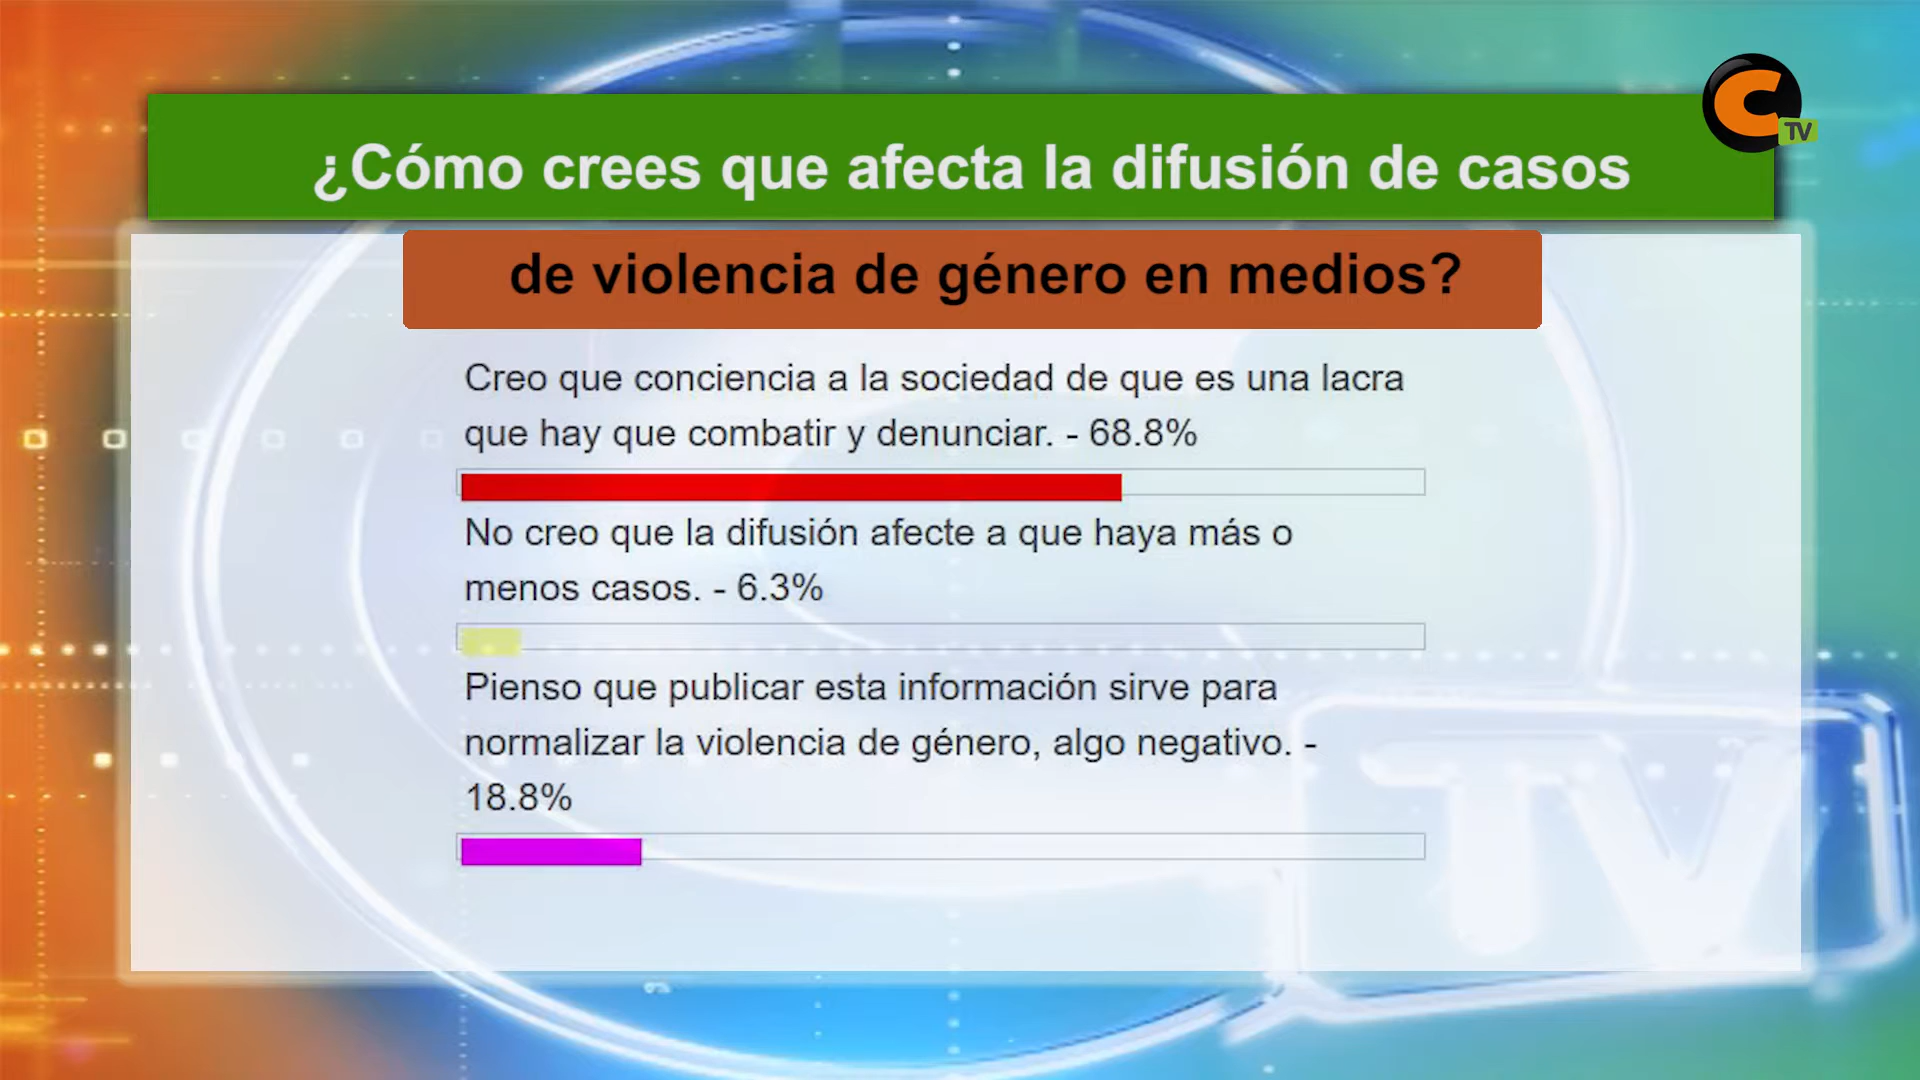 C
TV
¿Cómo crees que afecta la difusión de casos
de violencia de género en medios?
Creo que conciencia a la sociedad de que es una lacra
que hay que combatir y denunciar. - 68.8%
No creo que la difusión afecte a que haya más o
menos casos. - 6.3%
Pienso que publicar esta información sirve para
normalizar la violencia de género, algo negativo. -
18.8%
TV